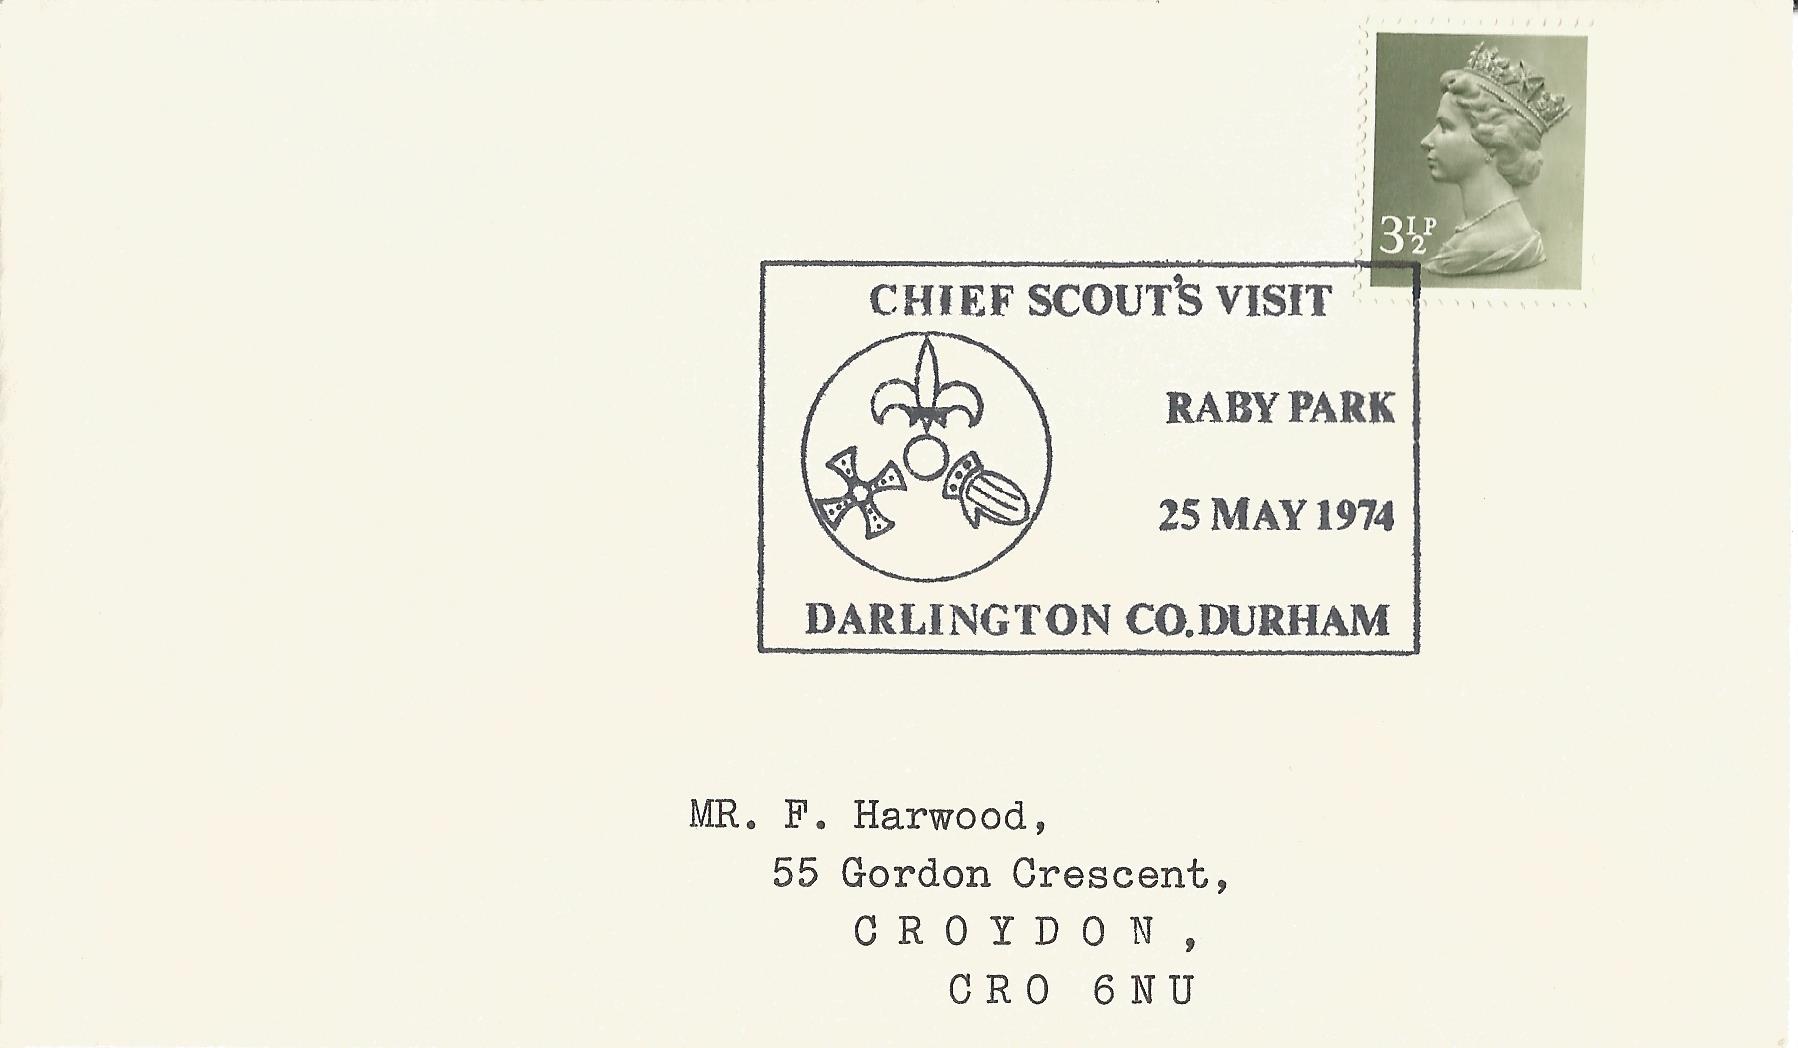 3½P
CHIEF SCOUT'S VISIT
RABY PARK
25 MAY 1974
DARLINGTON CO. DURHAM
MR. F. Harwood,
55 Gordon Crescent,
CROYDON,
CRO 6NU